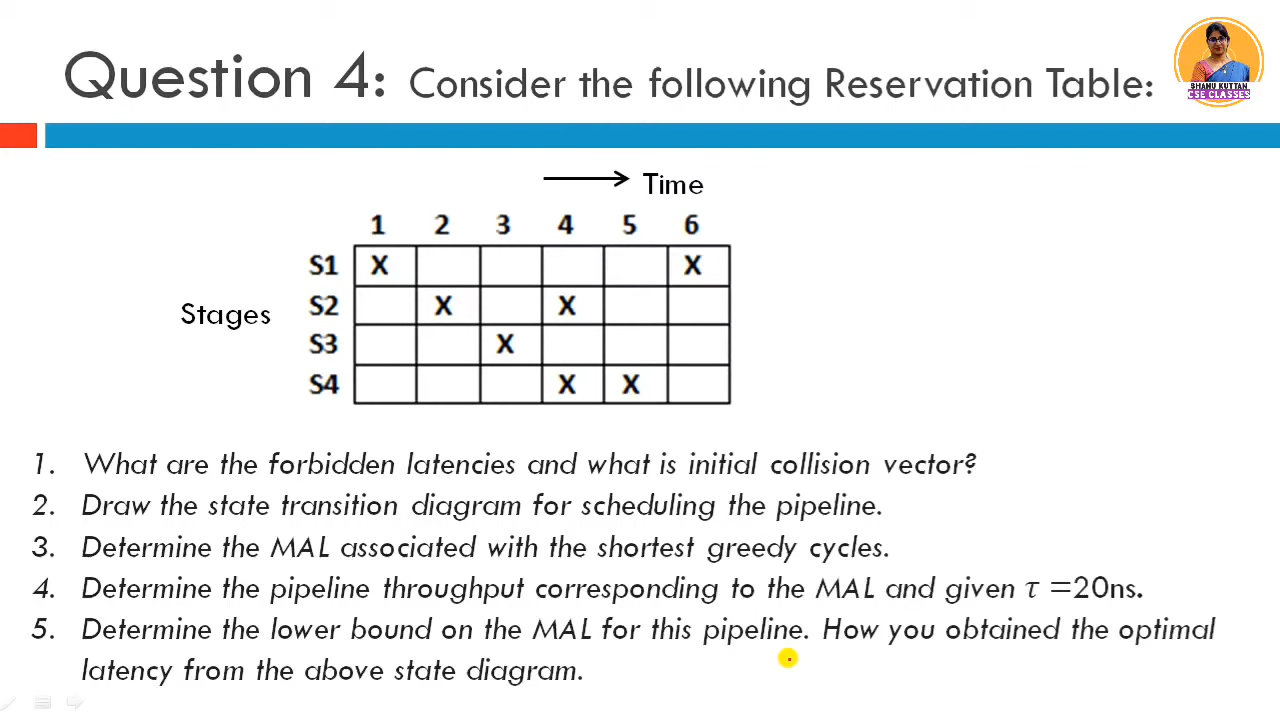 Question 4: Consider the following Reservation Table:
BHANU KUTTAN
CSE CLASSES
Time
1 2 3 4 5 6
S1 X X
Stages
S2 X X
S3 X
S4 X X
1. What are the forbidden latencies and what is initial collision vector?
2. Draw the state transition diagram for scheduling the pipeline.
3. Determine the MAL associated with the shortest greedy cycles.
4. Determine the pipeline throughput corresponding to the MAL and given τ =20ns.
5. Determine the lower bound on the MAL for this pipeline. How you obtained the optimal
latency from the above state diagram.